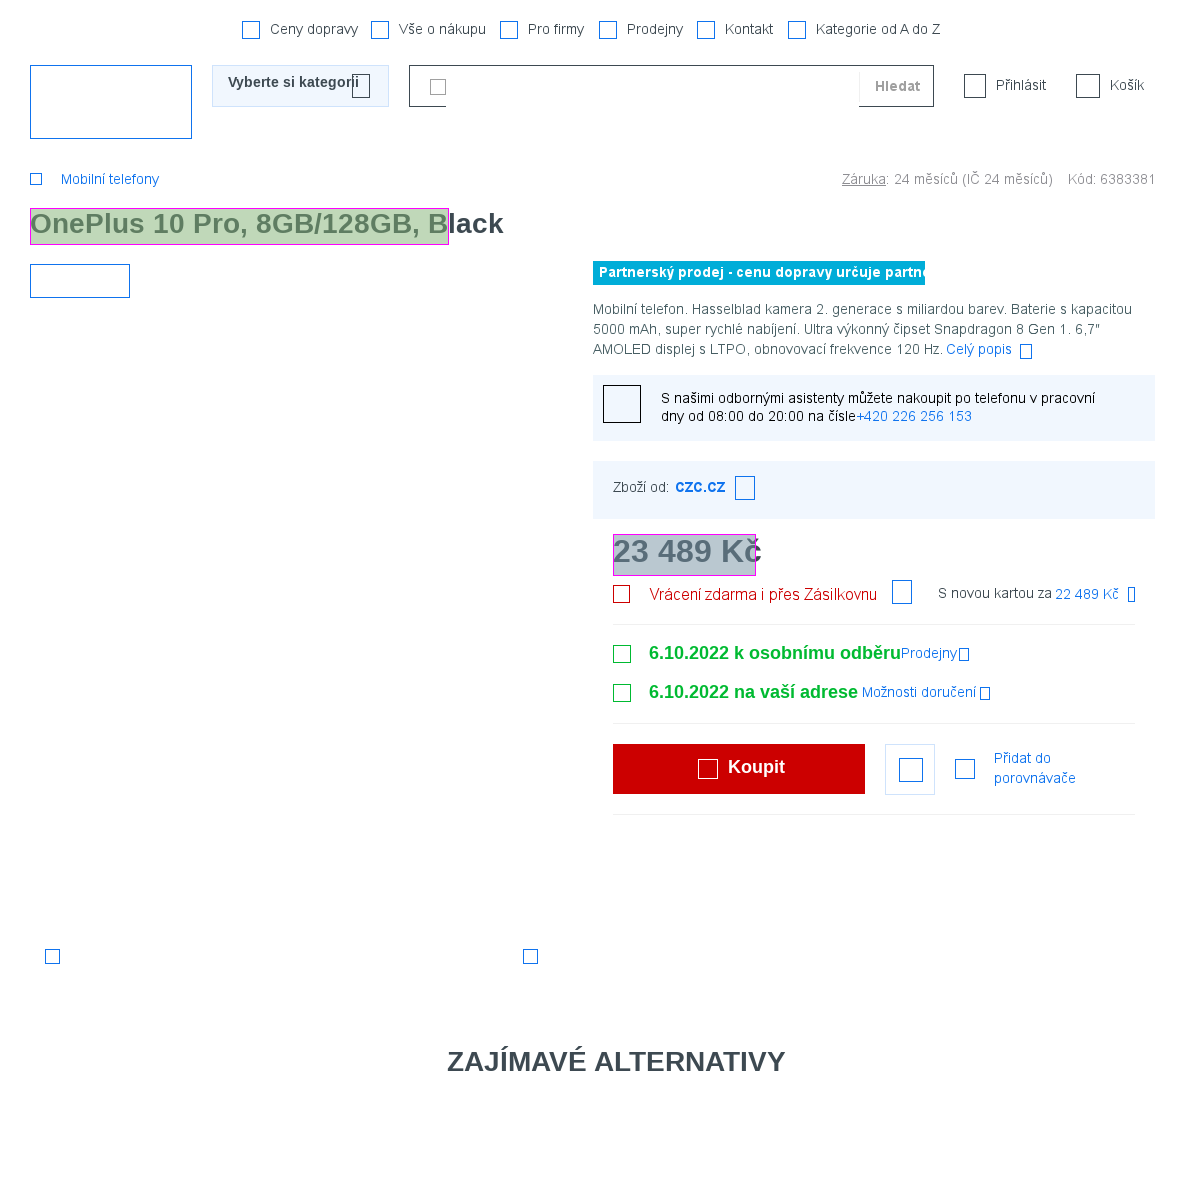 Ceny dopravy Vše o nákupu Pro firmy Prodejny Kontakt Kategorie od A do Z
Vyberte si kategorii Hledat Přihlásit Košík
Mobilní telefony Záruka: 24 měsíců (IČ 24 měsíců) Kód: 6383381
OnePlus 10 Pro, 8GB/128GB, Black
Partnerský prodej - cenu dopravy určuje
Mobilní telefon. Hasselblad kamera 2. generace s miliardou barev. Baterie s kapacitou
5000 mAh, super rychlé nabíjení. Ultra výkonný čipset Snapdragon 8 Gen 1. 6,7"
AMOLED displej s LTPO, obnovovací frekvence 120 Hz. Celý popis
S našimi odbornými asistenty můžete nakoupit po telefonu v pracovní
dny od 08:00 do 20:00 na čísle+420 226 256 153
Zboží od: CZC.CZ
23 489 Kč
Vrácení zdarma i přes Zásilkovnu S novou kartou za 22 489 Kč
6.10.2022 k osobnímu odběru Prodejny
6.10.2022 na vaší adrese Možnosti doručení
Koupit Přidat do
porovnávače
ZAJÍMAVÉ ALTERNATIVY